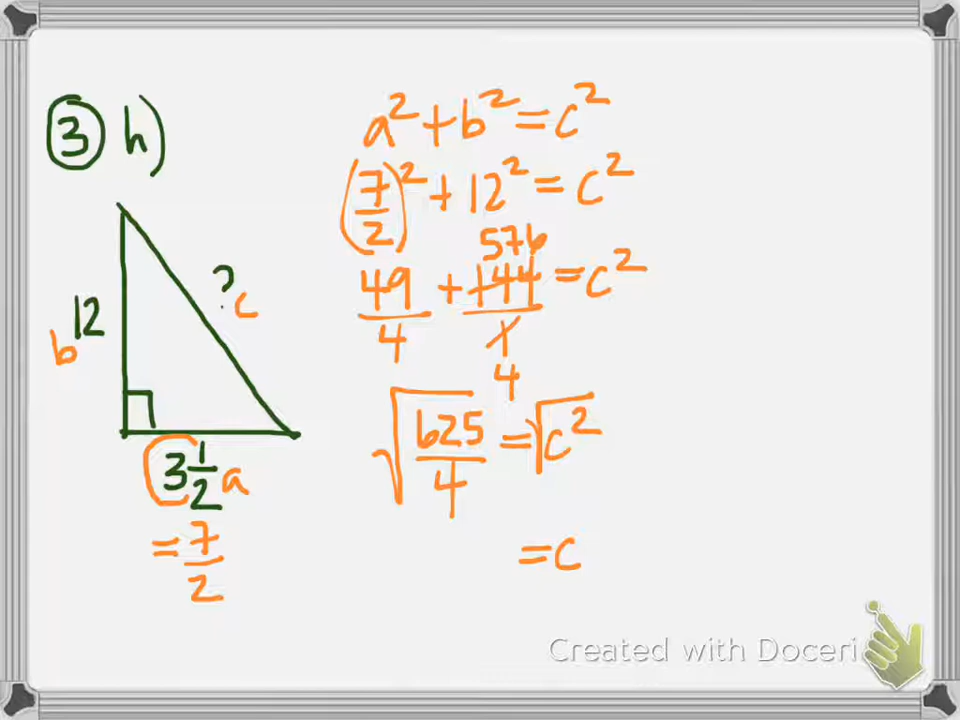 3) h)
12
b
?
c
3 1/2 a
= 7/2
a² + b² = c²
(7/2)² + 12² = c²
576
49/4 + 144/1 = c²
4
√625/4 = √c²
= c
Created with Doceri